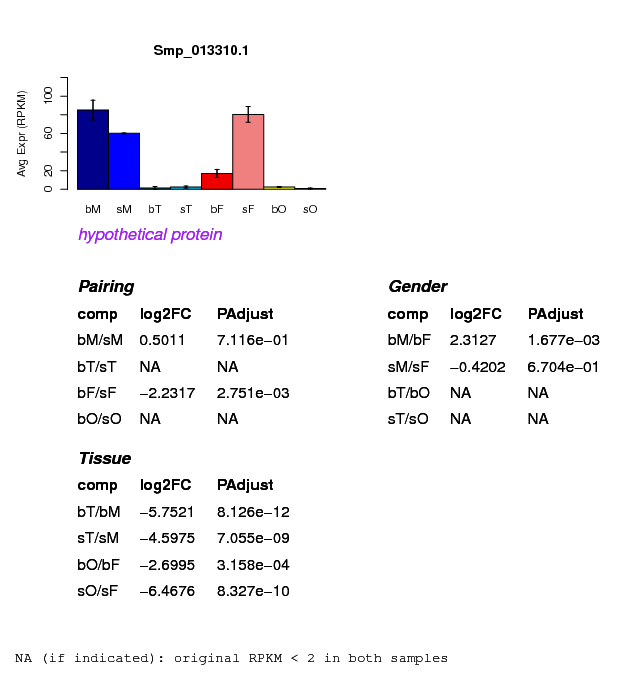 Smp_013310.1
Avg Expr (RPKM)
0 20 60 100
bM sM bT sT bF sF bO sO
hypothetical protein
Pairing
comp log2FC PAdjust
bM/sM 0.5011 7.116e−01
bT/sT NA NA
bF/sF −2.2317 2.751e−03
bO/sO NA NA
Gender
comp log2FC PAdjust
bM/bF 2.3127 1.677e−03
sM/sF −0.4202 6.704e−01
bT/bO NA NA
sT/sO NA NA
Tissue
comp log2FC PAdjust
bT/bM −5.7521 8.126e−12
sT/sM −4.5975 7.055e−09
bO/bF −2.6995 3.158e−04
sO/sF −6.4676 8.327e−10
NA (if indicated): original RPKM < 2 in both samples